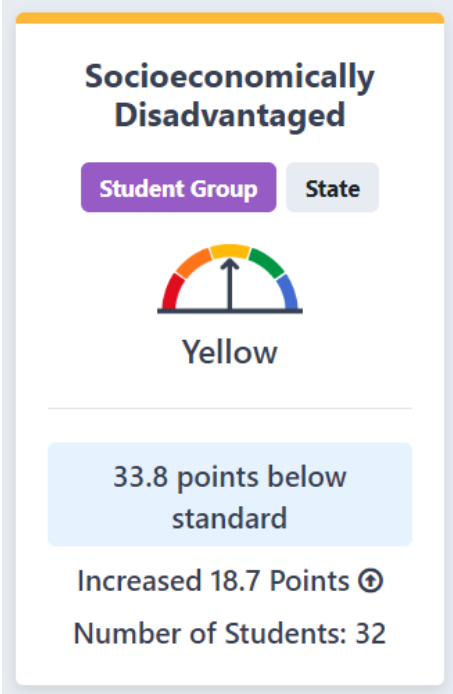 Socioeconomically
Disadvantaged
Student Group State
Yellow
33.8 points below
standard
Increased 18.7 Points
Number of Students: 32